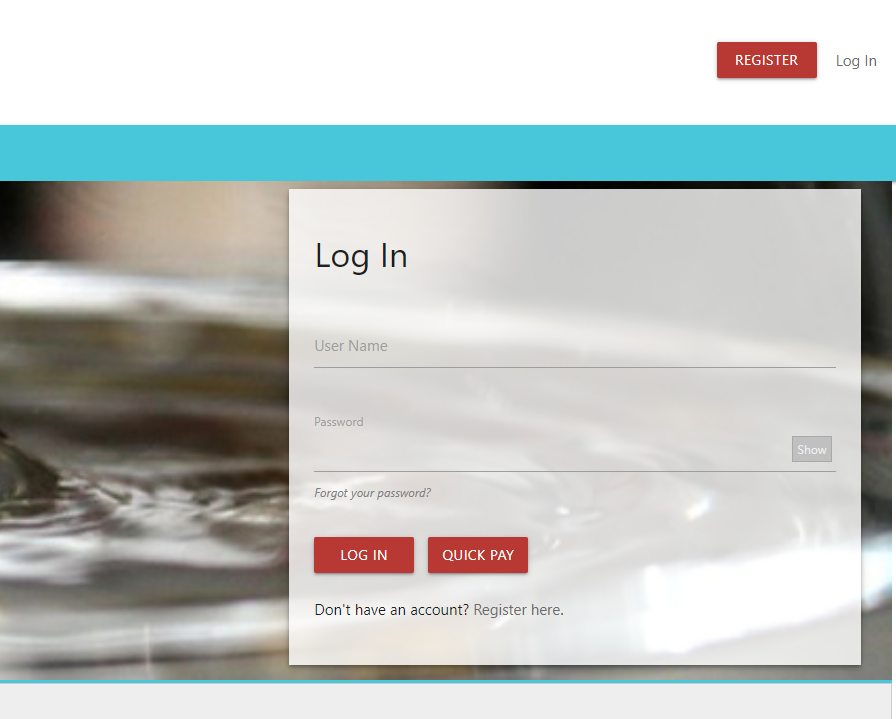 REGISTER Log In
Log In
User Name
Password
Show
Forgot your password?
LOG IN QUICK PAY
Don't have an account? Register here.